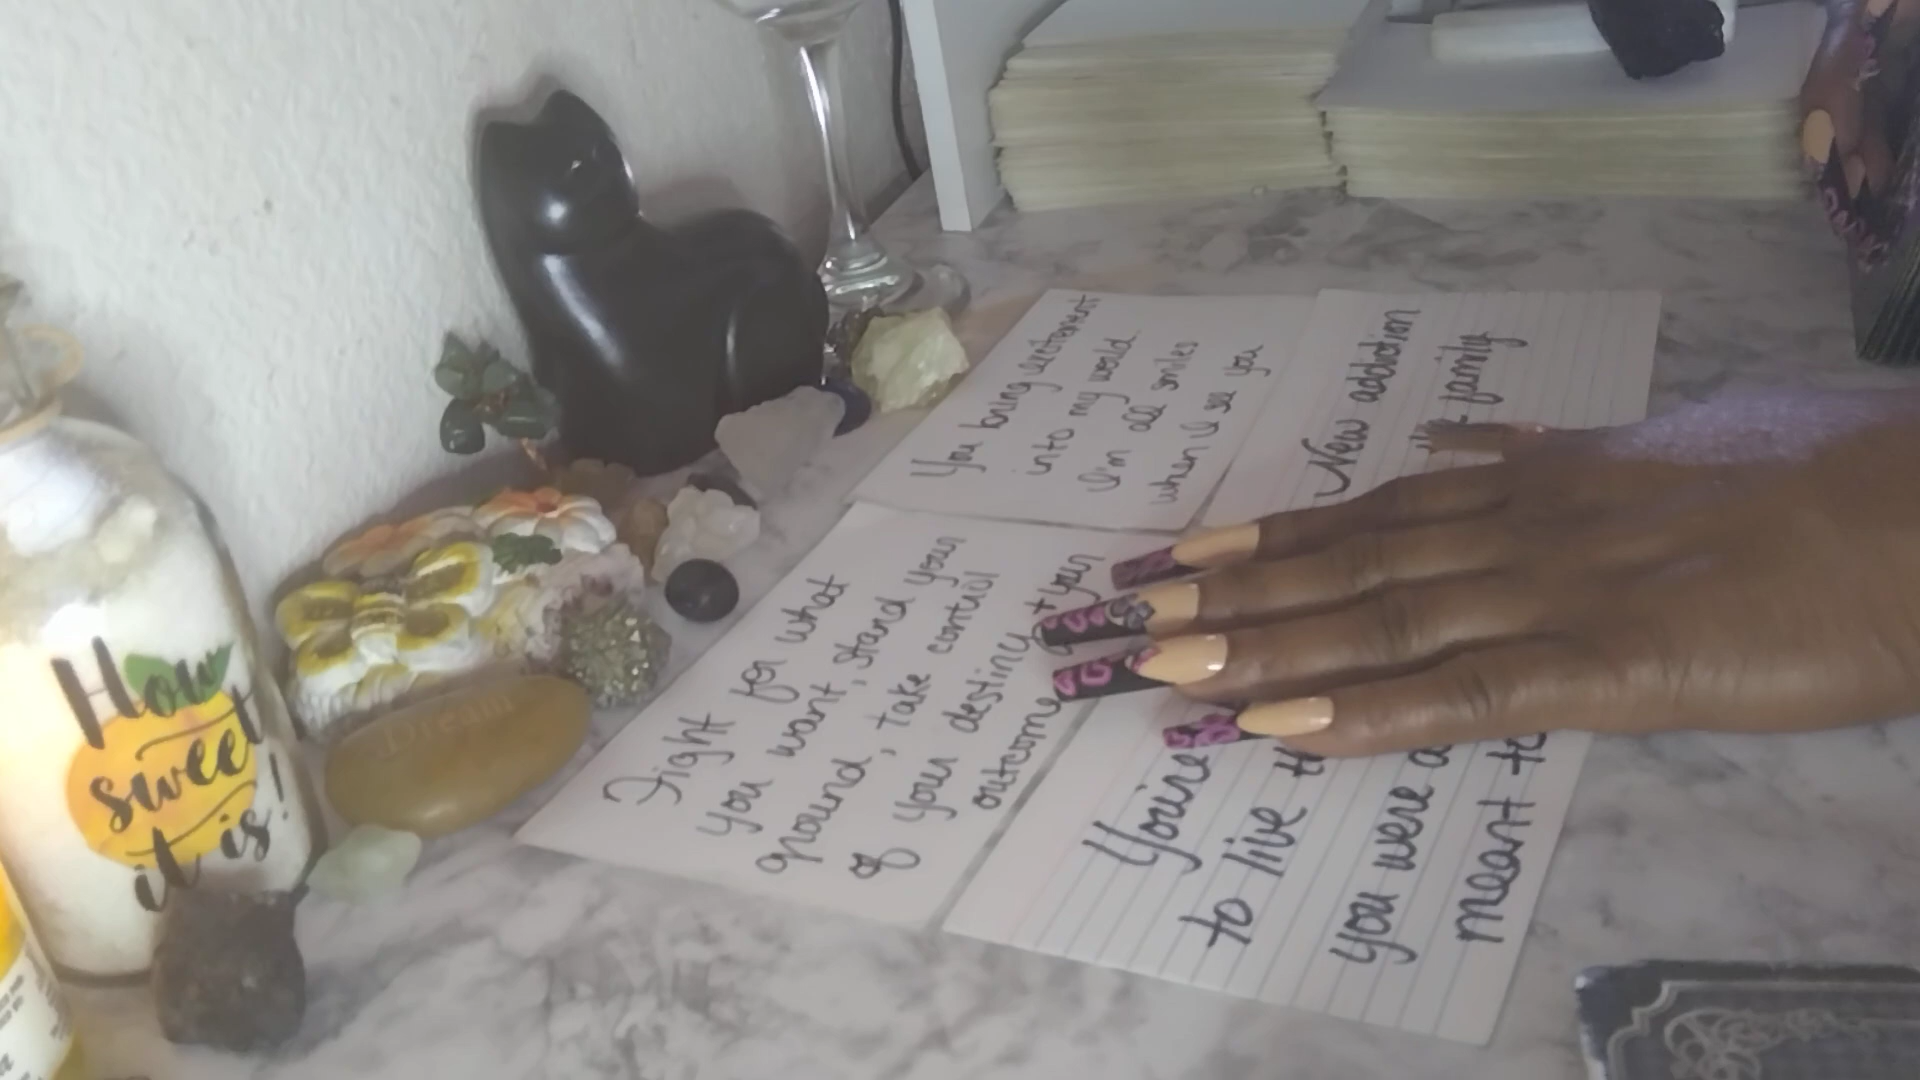 You bring excitement
into my world
I'm all smiles
when I see you
New addition
family
Fight for what
you want, stand your
ground, take control
of your destiny + your
outcome
You're
to live
you were
meant to
How
sweet
it is!
Dream